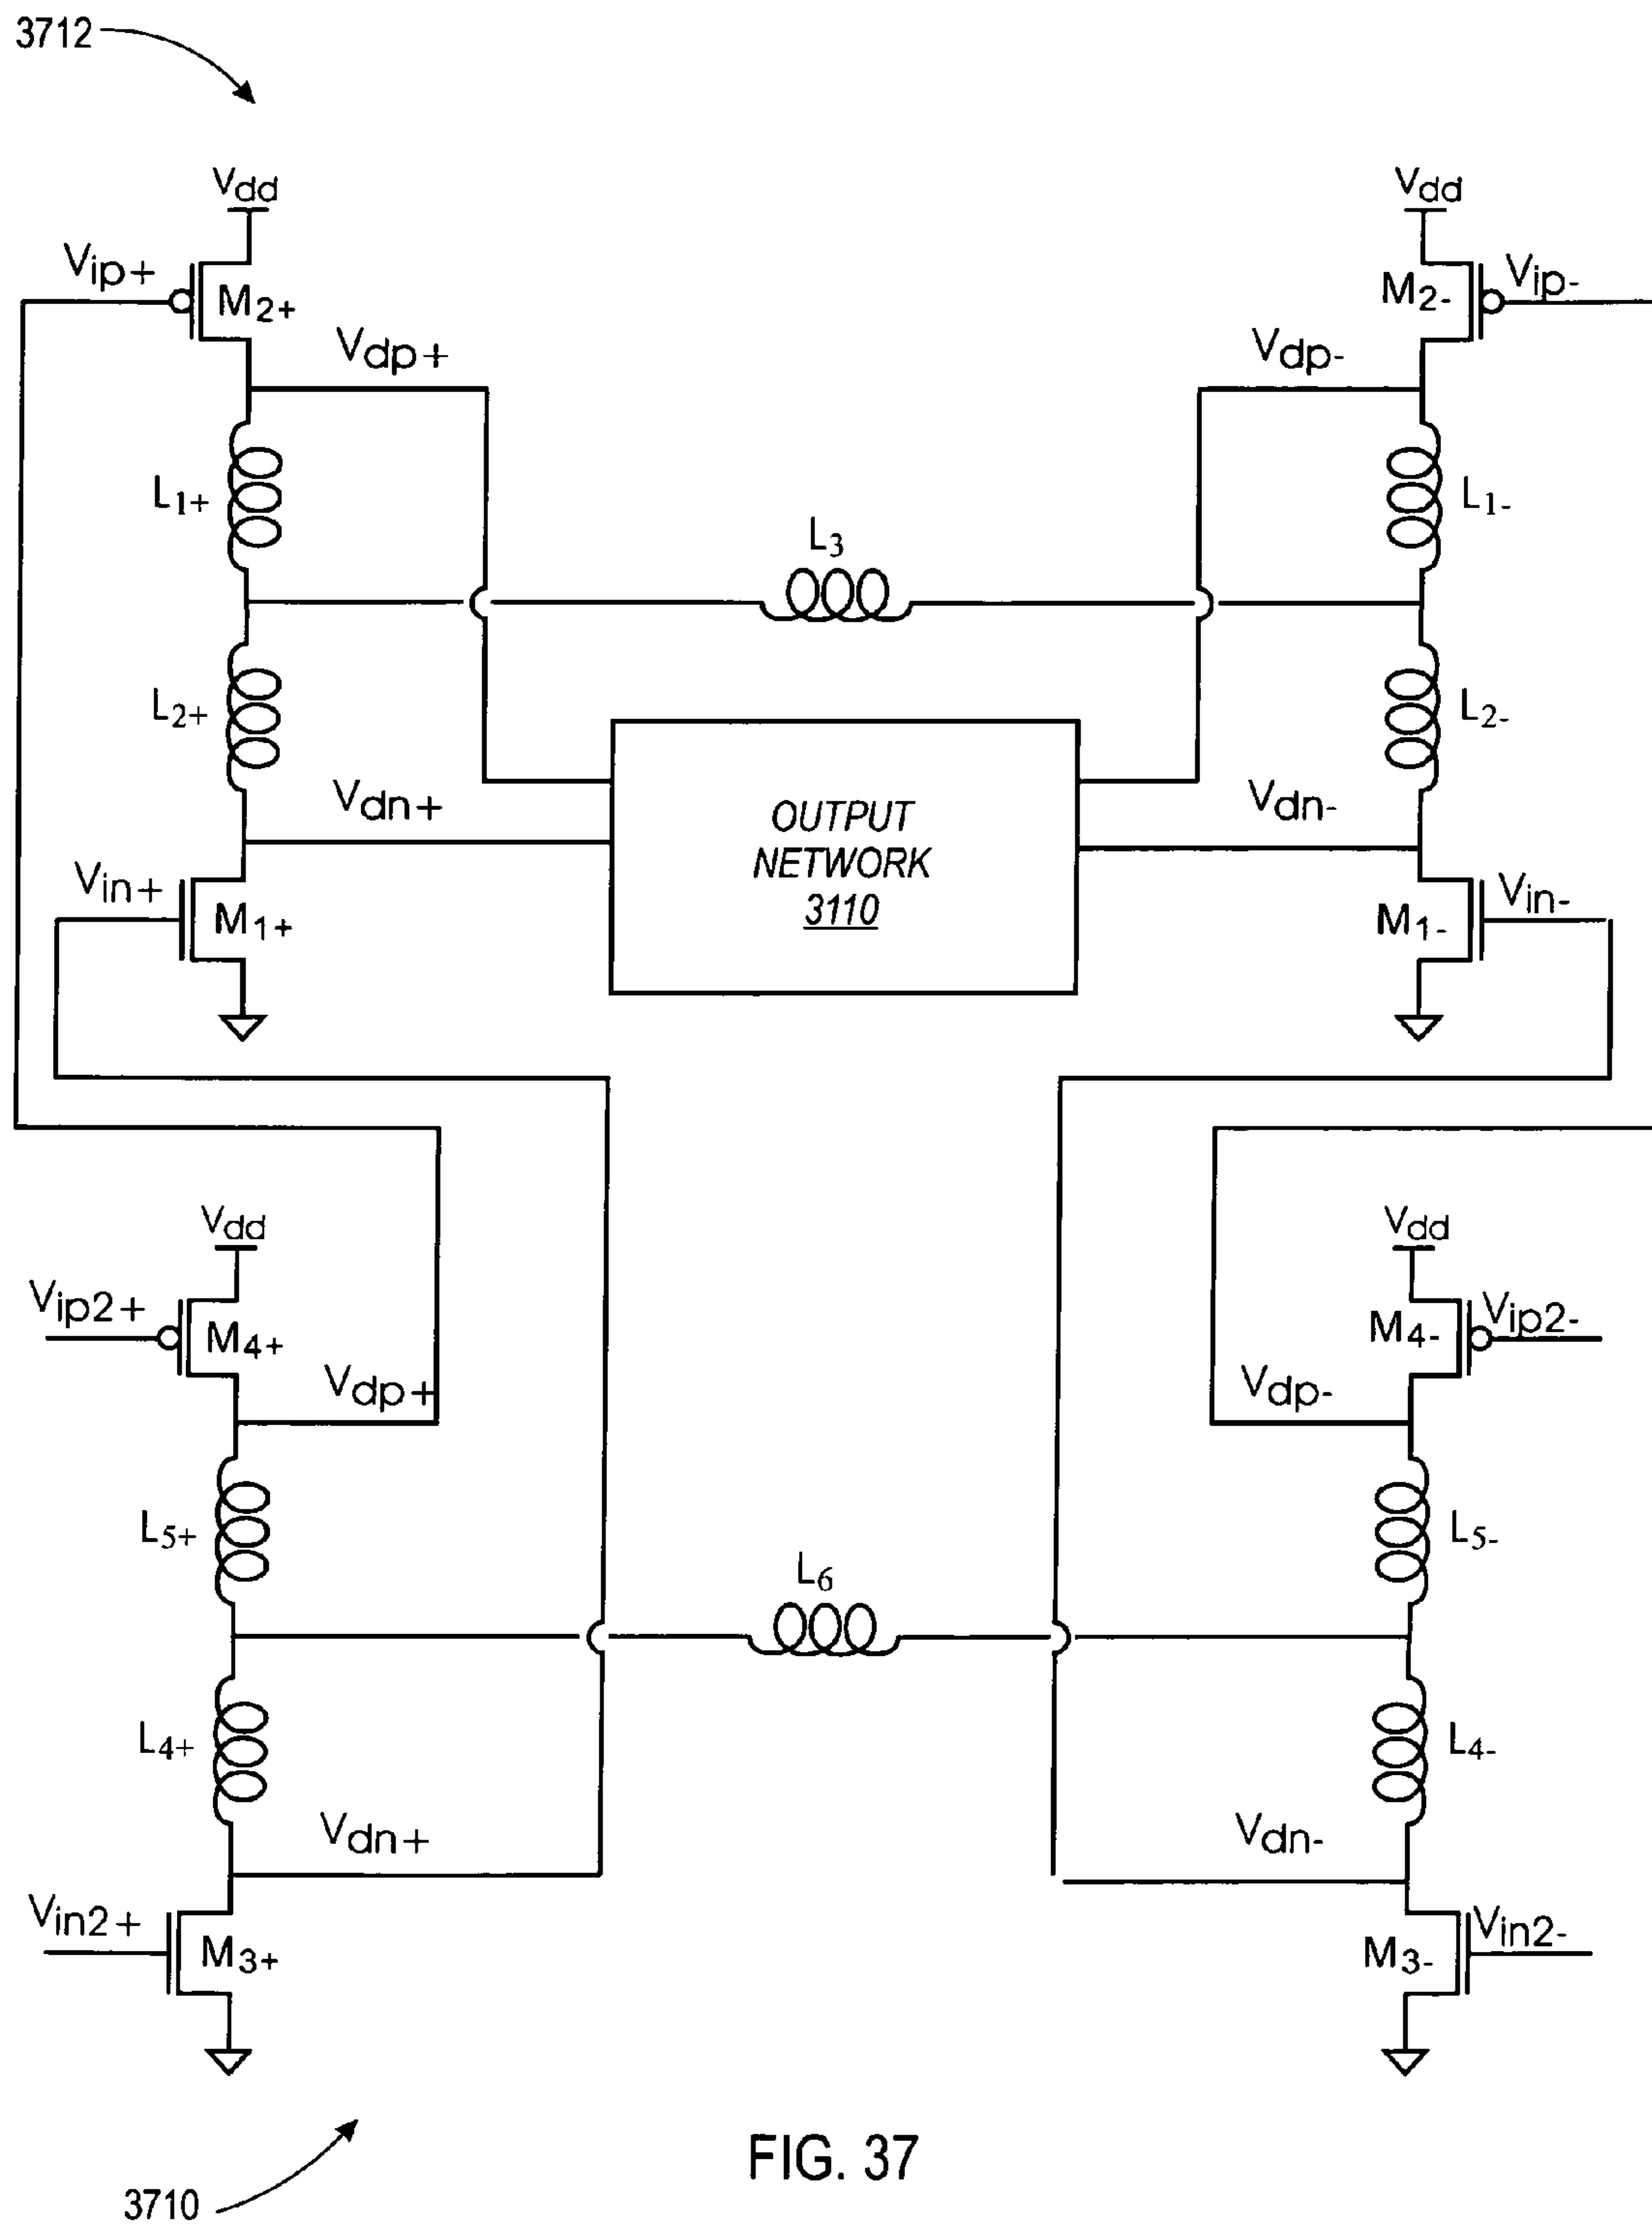 3712
Vdd
Vdd
Vip+
M2+
M2-
Vip-
Vdp+
Vdp-
L1+
L3
L1-
L2+
L2-
Vdn+
OUTPUT
NETWORK
3110
Vdn-
Vin+
M1+
M1-
Vin-
Vdd
Vdd
Vip2+
M4+
M4-
Vip2-
Vdp+
Vdp-
L5+
L6
L5-
L4+
L4-
Vdn+
Vdn-
Vin2+
M3+
M3-
Vin2-
FIG. 37
3710